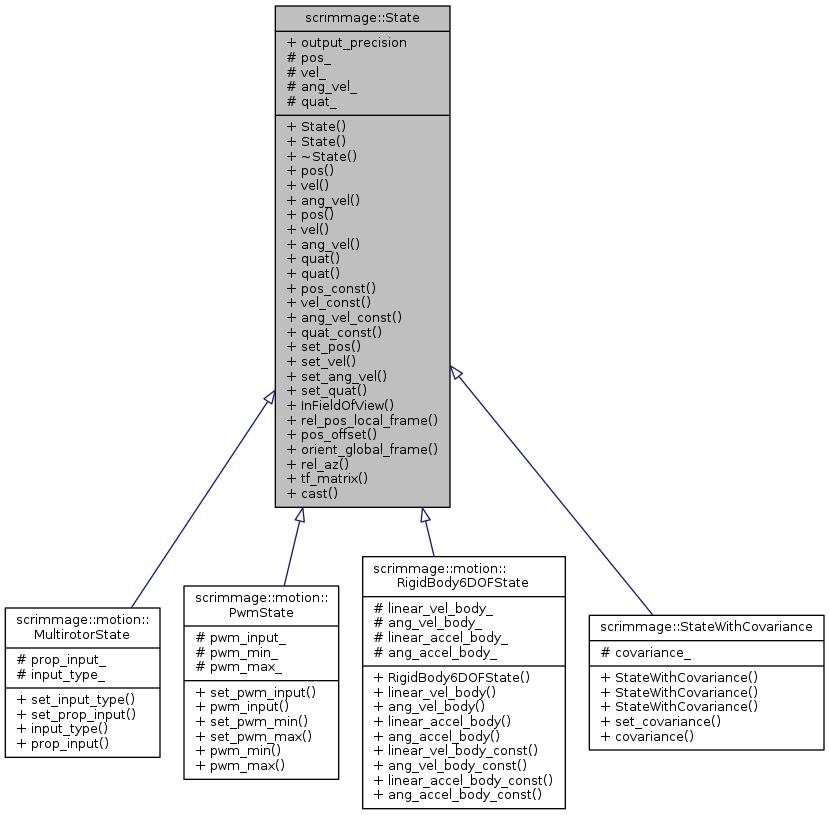 scrimmage::State
+ output_precision
# pos_
# vel_
# ang_vel_
# quat_
+ State()
+ State()
+ ~State()
+ pos()
+ vel()
+ ang_vel()
+ pos()
+ vel()
+ ang_vel()
+ quat()
+ quat()
+ pos_const()
+ vel_const()
+ ang_vel_const()
+ quat_const()
+ set_pos()
+ set_vel()
+ set_ang_vel()
+ set_quat()
+ InFieldOfView()
+ rel_pos_local_frame()
+ pos_offset()
+ orient_global_frame()
+ rel_az()
+ tf_matrix()
+ cast()
scrimmage::motion::
MultirotorState
# prop_input_
# input_type_
+ set_input_type()
+ set_prop_input()
+ input_type()
+ prop_input()
scrimmage::motion::
PwmState
# pwm_input_
# pwm_min_
# pwm_max_
+ set_pwm_input()
+ pwm_input()
+ set_pwm_min()
+ set_pwm_max()
+ pwm_min()
+ pwm_max()
scrimmage::motion::
RigidBody6DOFState
# linear_vel_body_
# ang_vel_body_
# linear_accel_body_
# ang_accel_body_
+ RigidBody6DOFState()
+ linear_vel_body()
+ ang_vel_body()
+ linear_accel_body()
+ ang_accel_body()
+ linear_vel_body_const()
+ ang_vel_body_const()
+ linear_accel_body_const()
+ ang_accel_body_const()
scrimmage::StateWithCovariance
# covariance_
+ StateWithCovariance()
+ StateWithCovariance()
+ StateWithCovariance()
+ set_covariance()
+ covariance()